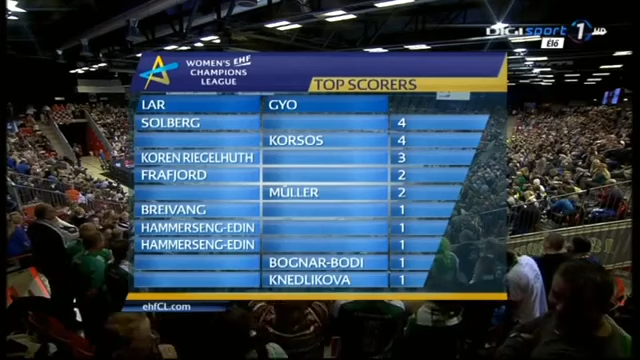 DIGI sport 1 HD
Élő
WOMEN'S EHF
CHAMPIONS
LEAGUE
TOP SCORERS
LAR GYO
SOLBERG 4
KORSOS 4
KOREN RIEGELHUTH 3
FRAFJORD 2
MÜLLER 2
BREIVANG 1
HAMMERSENG-EDIN 1
HAMMERSENG-EDIN 1
BOGNAR-BODI 1
KNEDLIKOVA 1
ehfCL.com